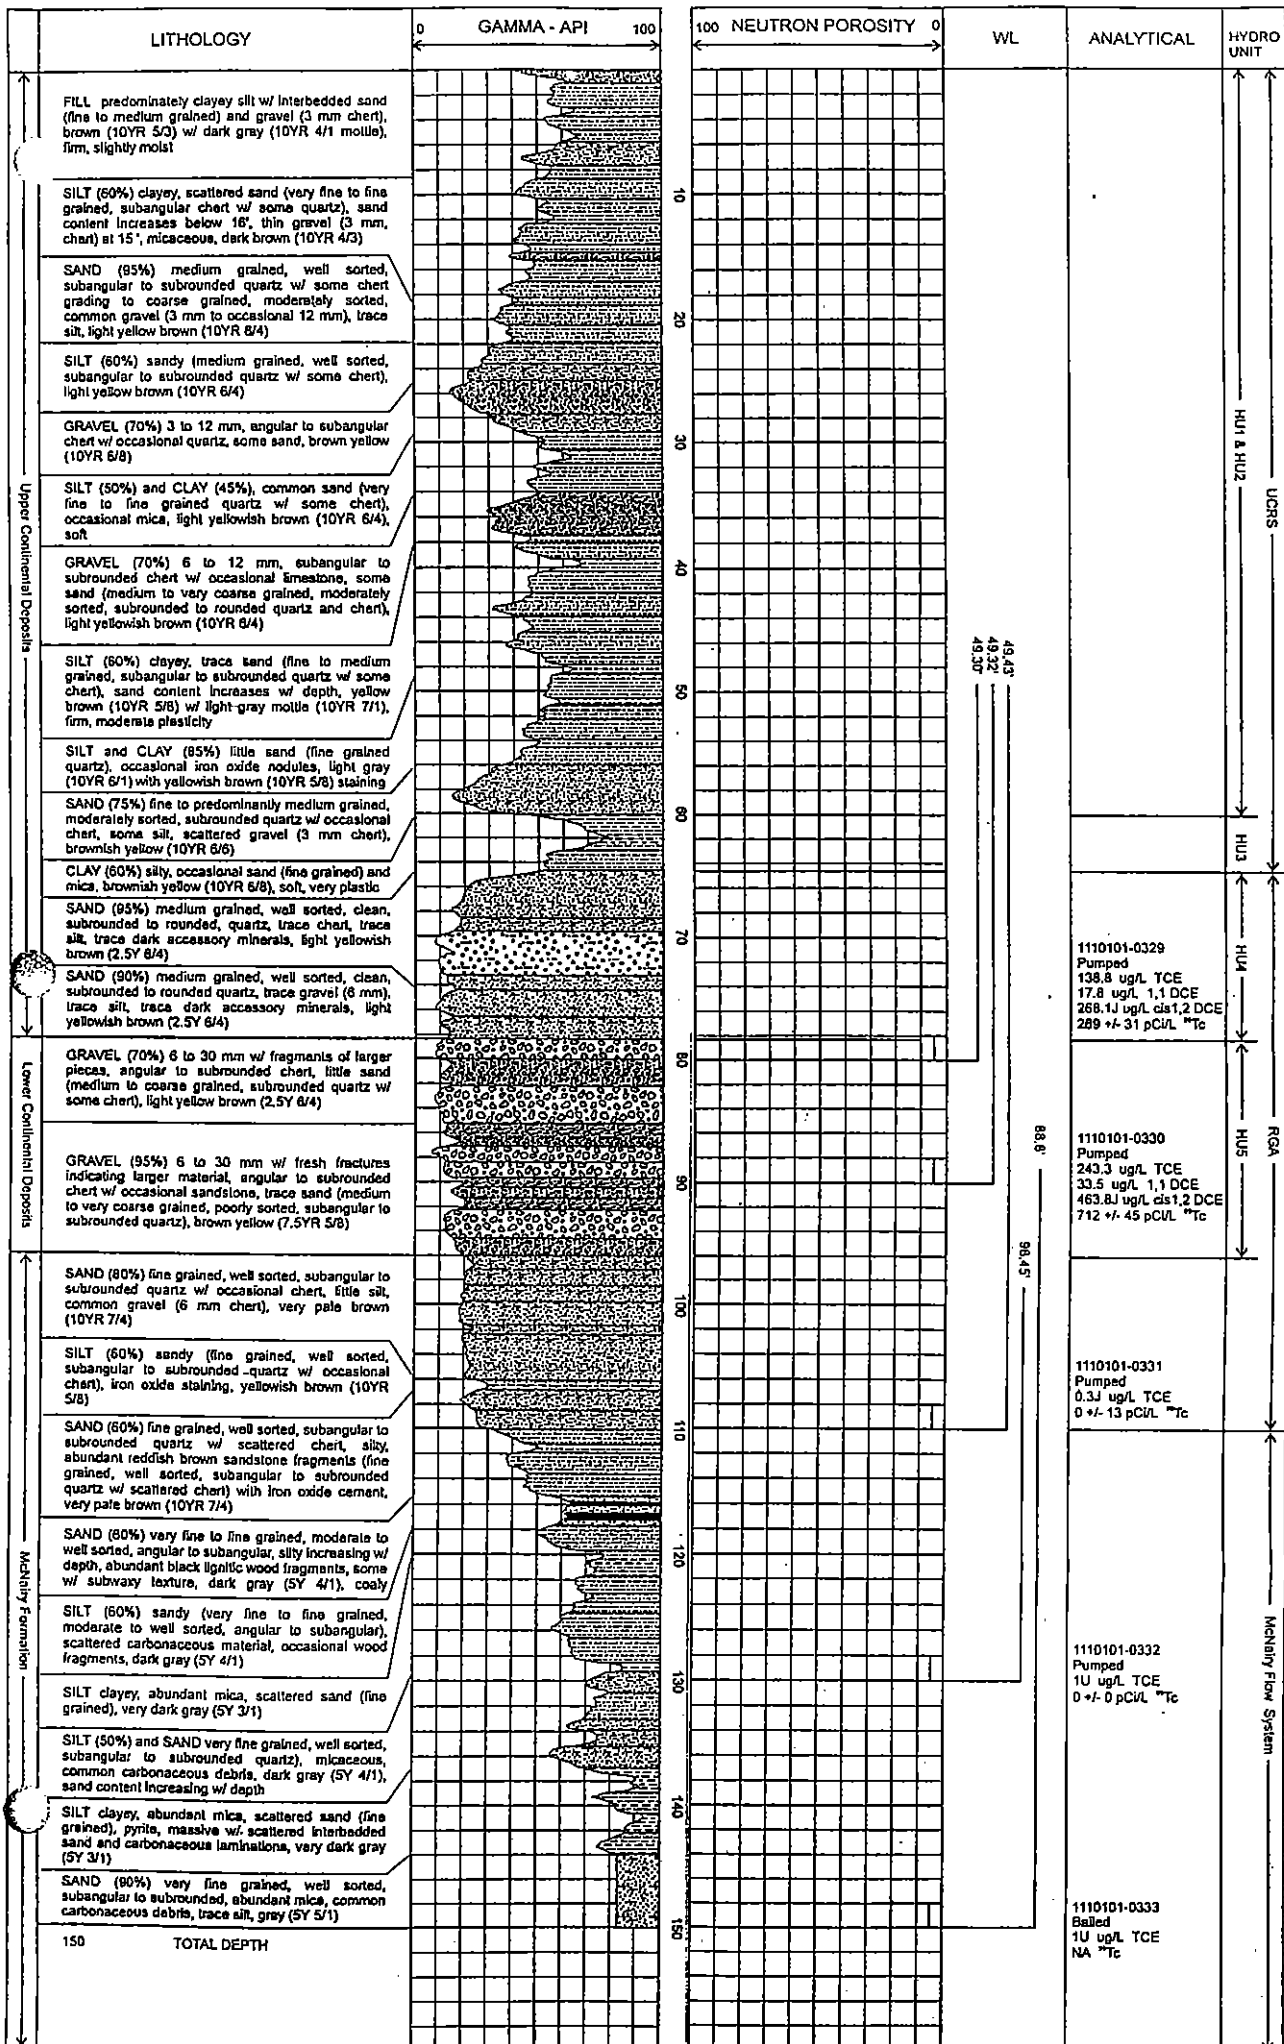 LITHOLOGY
0 GAMMA - API 100
100 NEUTRON POROSITY 0
WL
ANALYTICAL
HYDRO
UNIT
FILL predominately clayey silt w/ interbedded sand
(fine to medium grained) and gravel (3 mm chert),
brown (10YR 5/3) w/ dark gray (10YR 4/1 mottle),
firm, slightly moist
SILT (60%) clayey, scattered sand (very fine to fine
grained, subangular chert w/ some quartz), sand
content increases below 16', thin gravel (3 mm,
chert) at 15', micaceous, dark brown (10YR 4/3)
SAND (95%) medium grained, well sorted,
subangular to subrounded quartz w/ some chert
grading to coarse grained, moderately sorted,
common gravel (3 mm to occasional 12 mm), trace
silt, light yellow brown (10YR 6/4)
SILT (60%) sandy (medium grained, well sorted,
subangular to subrounded quartz w/ some chert),
light yellow brown (10YR 6/4)
GRAVEL (70%) 3 to 12 mm, angular to subangular
chert w/ occasional quartz, some sand, brown yellow
(10YR 6/8)
SILT (50%) and CLAY (45%), common sand (very
fine to fine grained quartz w/ some chert),
occasional mica, light yellowish brown (10YR 6/4),
soft
GRAVEL (70%) 6 to 12 mm, subangular to
subrounded chert w/ occasional limestone, some
sand (medium to very coarse grained, moderately
sorted, subrounded to rounded quartz and chert),
light yellowish brown (10YR 6/4)
SILT (60%) clayey, trace sand (fine to medium
grained, subangular to subrounded quartz w/ some
chert), sand content increases w/ depth, yellow
brown (10YR 5/8) w/ light gray mottle (10YR 7/1),
firm, moderate plasticity
SILT and CLAY (85%) little sand (fine grained
quartz), occasional iron oxide nodules, light gray
(10YR 6/1) with yellowish brown (10YR 5/8) staining
SAND (75%) fine to predominantly medium grained,
moderately sorted, subrounded quartz w/ occasional
chert, some silt, scattered gravel (3 mm chert),
brownish yellow (10YR 6/6)
CLAY (60%) silty, occasional sand (fine grained) and
mica, brownish yellow (10YR 6/8), soft, very plastic
SAND (95%) medium grained, well sorted, clean,
subrounded to rounded, quartz, trace chert, trace
silt, trace dark accessory minerals, light yellowish
brown (2.5Y 6/4)
SAND (90%) medium grained, well sorted, clean,
subrounded to rounded quartz, trace gravel (6 mm),
trace silt, trace dark accessory minerals, light
yellowish brown (2.5Y 6/4)
GRAVEL (70%) 6 to 30 mm w/ fragments of larger
pieces, angular to subrounded chert, little sand
(medium to coarse grained, subrounded quartz w/
some chert), light yellow brown (2.5Y 6/4)
GRAVEL (95%) 6 to 30 mm w/ fresh fractures
indicating larger material, angular to subrounded
chert w/ occasional sandstone, trace sand (medium
to very coarse grained, poorly sorted, subangular to
subrounded quartz), brown yellow (7.5YR 5/8)
SAND (80%) fine grained, well sorted, subangular to
subrounded quartz w/ occasional chert, little silt,
common gravel (6 mm chert), very pale brown
(10YR 7/4)
SILT (60%) sandy (fine grained, well sorted,
subangular to subrounded quartz w/ occasional
chert), iron oxide staining, yellowish brown (10YR
5/8)
SAND (60%) fine grained, well sorted, subangular to
subrounded quartz w/ scattered chert, silty,
abundant reddish brown sandstone fragments (fine
grained, well sorted, subangular to subrounded
quartz w/ scattered chert) with iron oxide cement,
very pale brown (10YR 7/4)
SAND (60%) very fine to fine grained, moderate to
well sorted, angular to subangular, silty increasing w/
depth, abundant black lignitic wood fragments, some
w/ subwaxy texture, dark gray (5Y 4/1), coaly
SILT (60%) sandy (very fine to fine grained,
moderate to well sorted, angular to subangular),
scattered carbonaceous material, occasional wood
fragments, dark gray (5Y 4/1)
SILT clayey, abundant mica, scattered sand (fine
grained), very dark gray (5Y 3/1)
SILT (50%) and SAND very fine grained, well sorted,
subangular to subrounded quartz), micaceous,
common carbonaceous debris, dark gray (5Y 4/1),
sand content increasing w/ depth
SILT clayey, abundant mica, scattered sand (fine
grained), pyrite, massive w/ scattered interbedded
sand and carbonaceous laminations, very dark gray
(5Y 3/1)
SAND (90%) very fine grained, well sorted,
subangular to subrounded, abundant mica, common
carbonaceous debris, trace silt, gray (5Y 5/1)
150 TOTAL DEPTH
Upper Continental Deposits
Lower Continental Deposits
McNairy Formation
10
20
30
40
50
60
70
80
90
100
110
120
130
140
150
49.43'
49.32'
49.30'
88.6'
98.45'
1110101-0329
Pumped
138.8 ug/L TCE
17.8 ug/L 1,1 DCE
268.1J ug/L cis1,2 DCE
289 +/- 31 pCi/L ⁹⁹Tc
1110101-0330
Pumped
243.3 ug/L TCE
33.5 ug/L 1,1 DCE
463.8J ug/L cis1,2 DCE
712 +/- 45 pCi/L ⁹⁹Tc
1110101-0331
Pumped
0.3J ug/L TCE
0 +/- 13 pCi/L ⁹⁹Tc
1110101-0332
Pumped
1U ug/L TCE
0 +/- 0 pCi/L ⁹⁹Tc
1110101-0333
Bailed
1U ug/L TCE
NA ⁹⁹Tc
HU1 & HU2
HU3
HU4
HU5
UCRS
RGA
McNairy Flow System